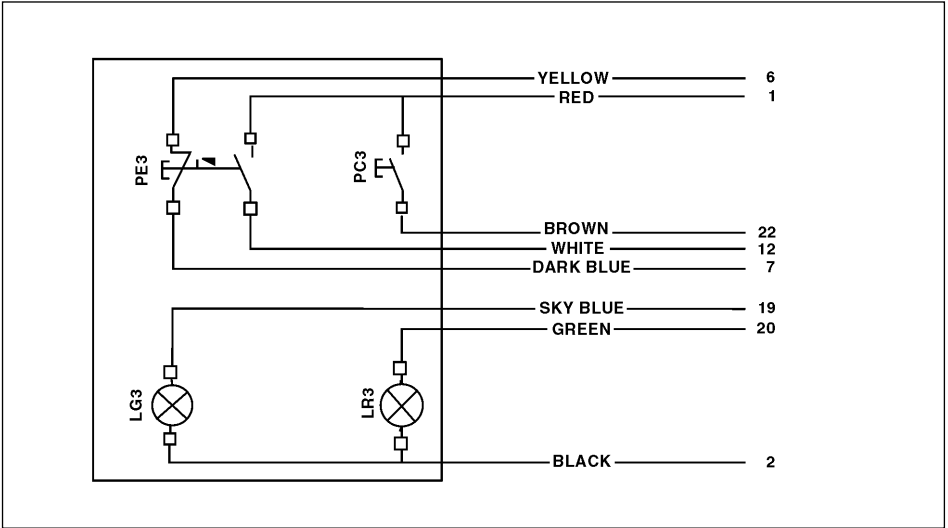 YELLOW 6
RED 1
PE3
PC3
BROWN 22
WHITE 12
DARK BLUE 7
SKY BLUE 19
GREEN 20
LG3
LR3
BLACK 2